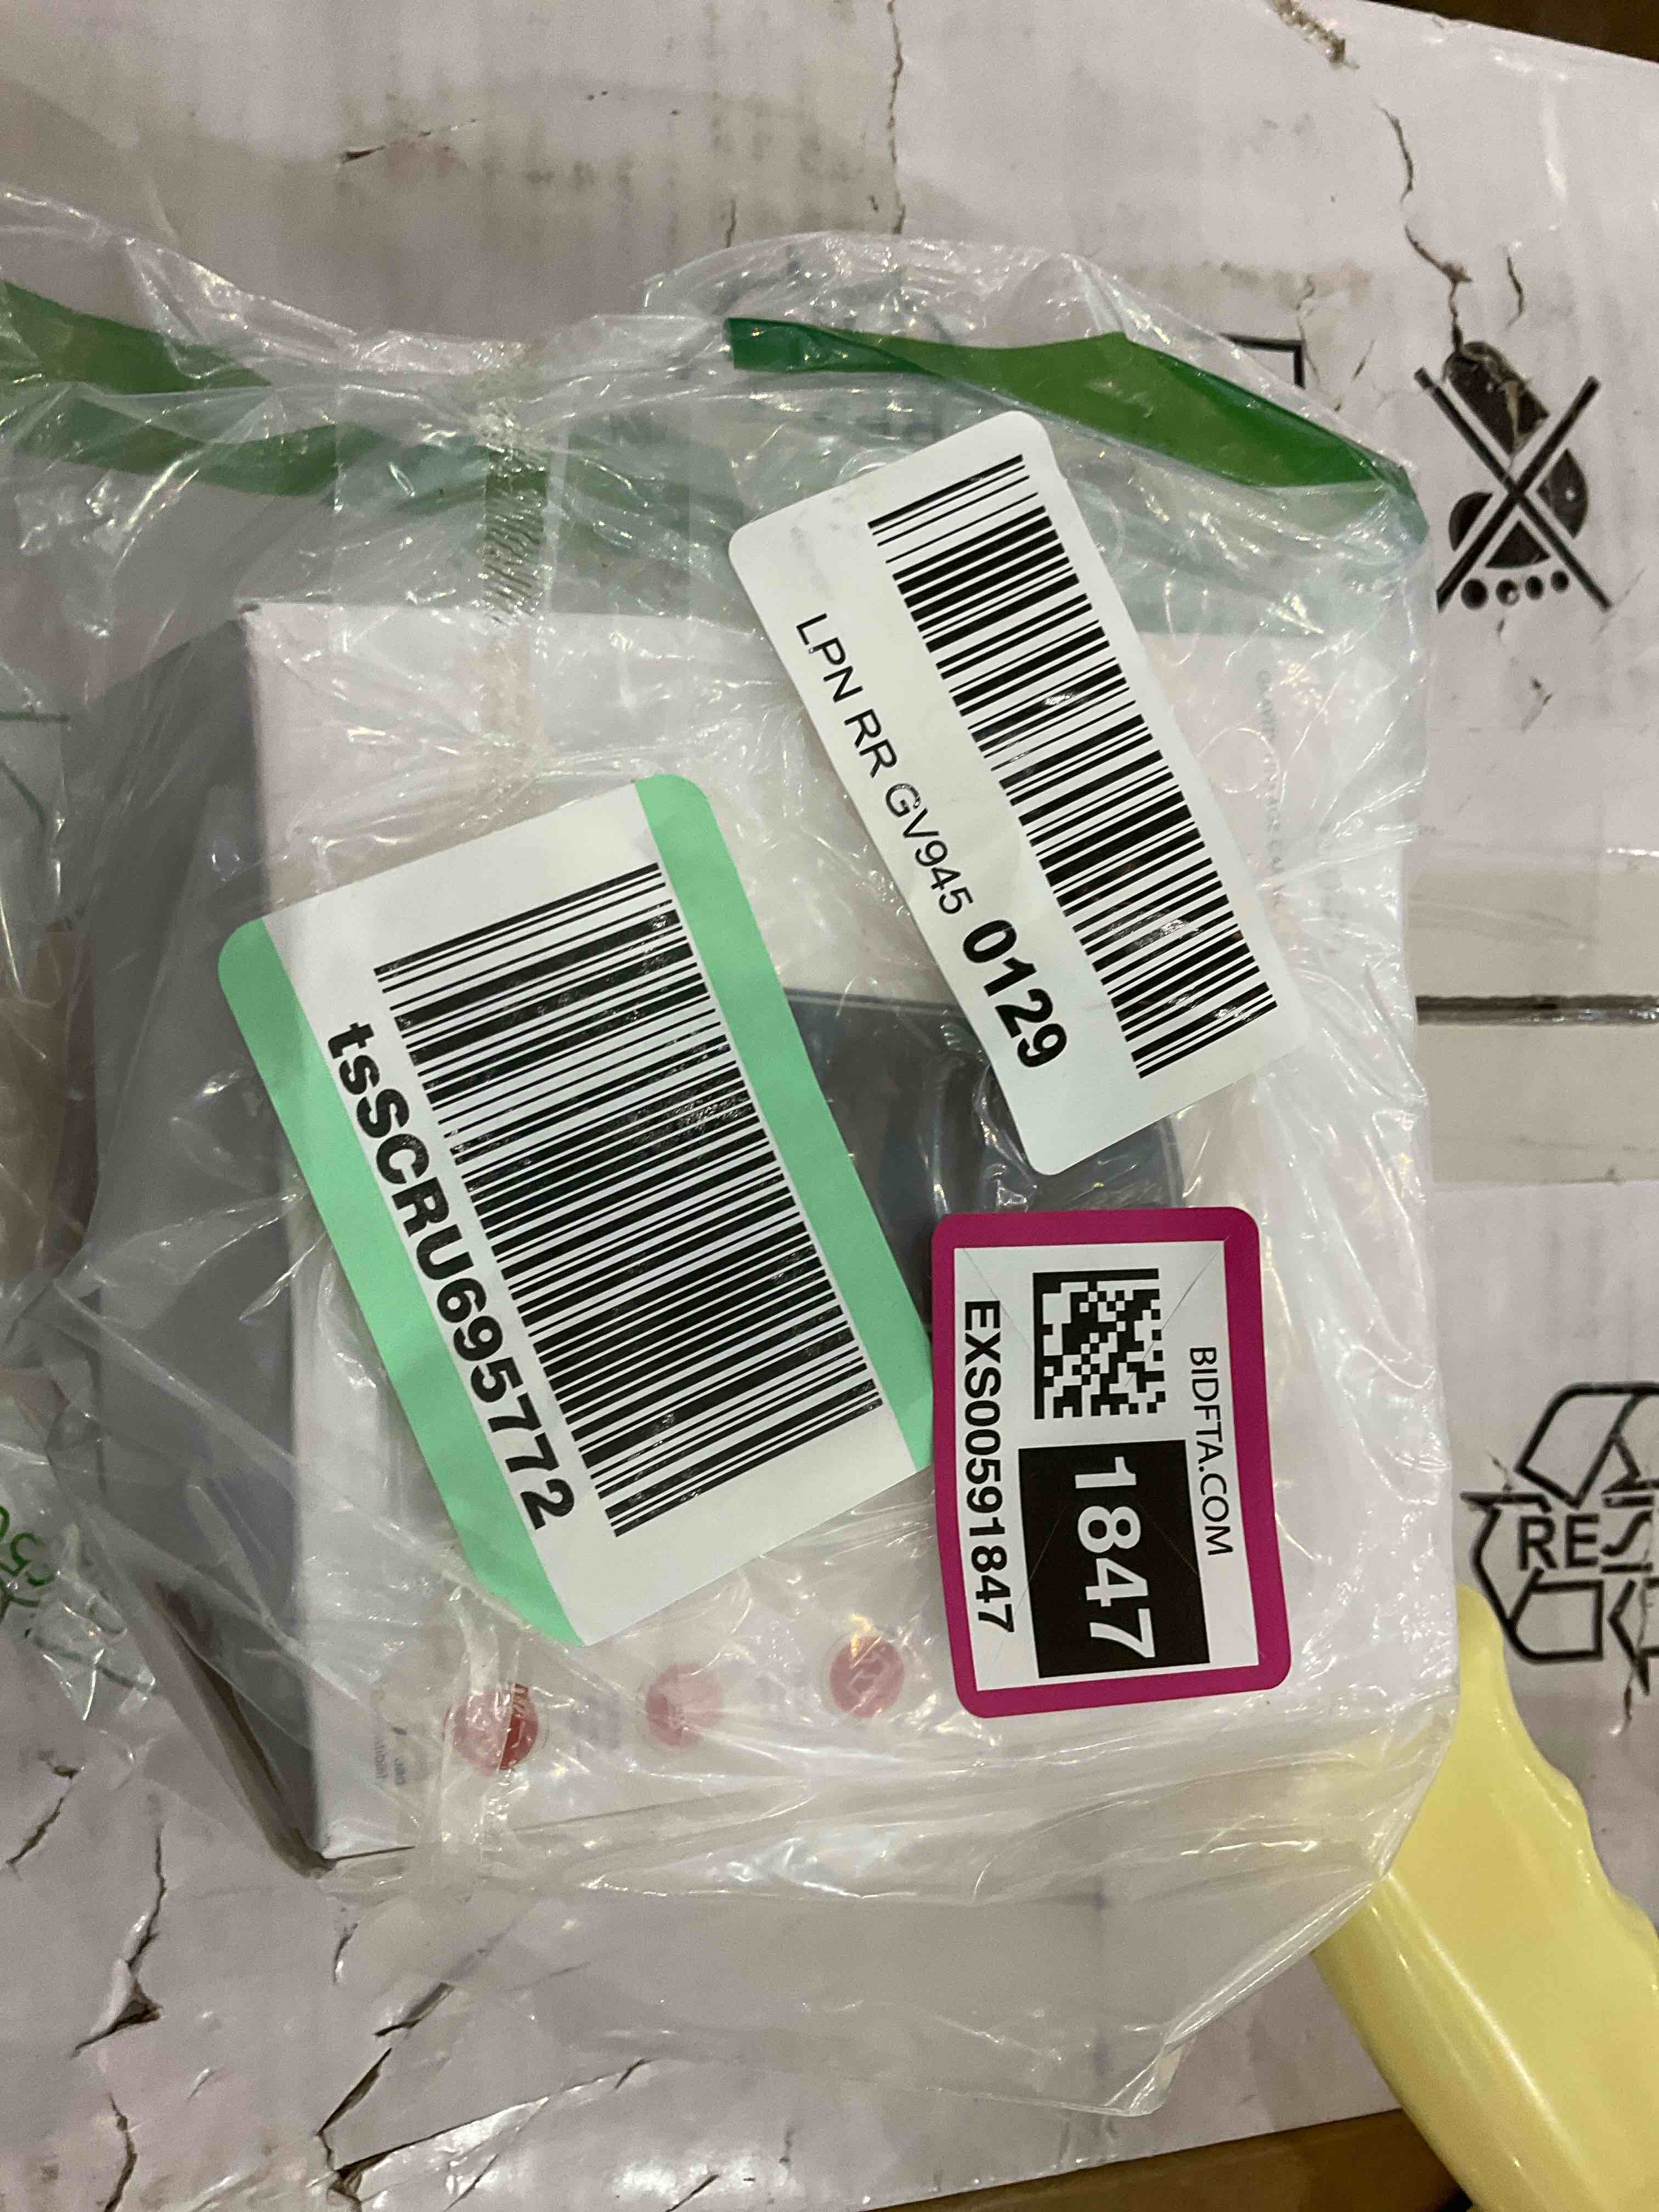 LPN RR GV945 0129
tsSCRU695772
BIDFTA.COM
1847
EXS00591847